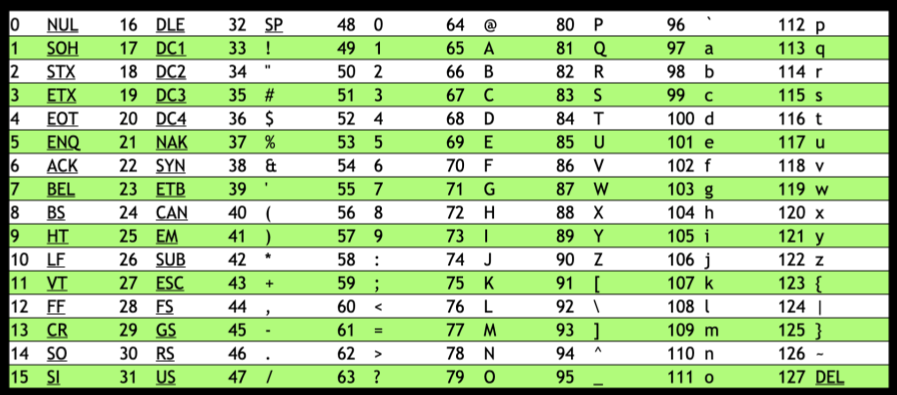 0 NUL 16 DLE 32 SP 48 0 64 @ 80 P 96 ` 112 p
1 SOH 17 DC1 33 ! 49 1 65 A 81 Q 97 a 113 q
2 STX 18 DC2 34 " 50 2 66 B 82 R 98 b 114 r
3 ETX 19 DC3 35 # 51 3 67 C 83 S 99 c 115 s
4 EOT 20 DC4 36 $ 52 4 68 D 84 T 100 d 116 t
5 ENQ 21 NAK 37 % 53 5 69 E 85 U 101 e 117 u
6 ACK 22 SYN 38 & 54 6 70 F 86 V 102 f 118 v
7 BEL 23 ETB 39 ' 55 7 71 G 87 W 103 g 119 w
8 BS 24 CAN 40 ( 56 8 72 H 88 X 104 h 120 x
9 HT 25 EM 41 ) 57 9 73 I 89 Y 105 i 121 y
10 LF 26 SUB 42 * 58 : 74 J 90 Z 106 j 122 z
11 VT 27 ESC 43 + 59 ; 75 K 91 [ 107 k 123 {
12 FF 28 FS 44 , 60 < 76 L 92 \ 108 l 124 |
13 CR 29 GS 45 - 61 = 77 M 93 ] 109 m 125 }
14 SO 30 RS 46 . 62 > 78 N 94 ^ 110 n 126 ~
15 SI 31 US 47 / 63 ? 79 O 95 _ 111 o 127 DEL